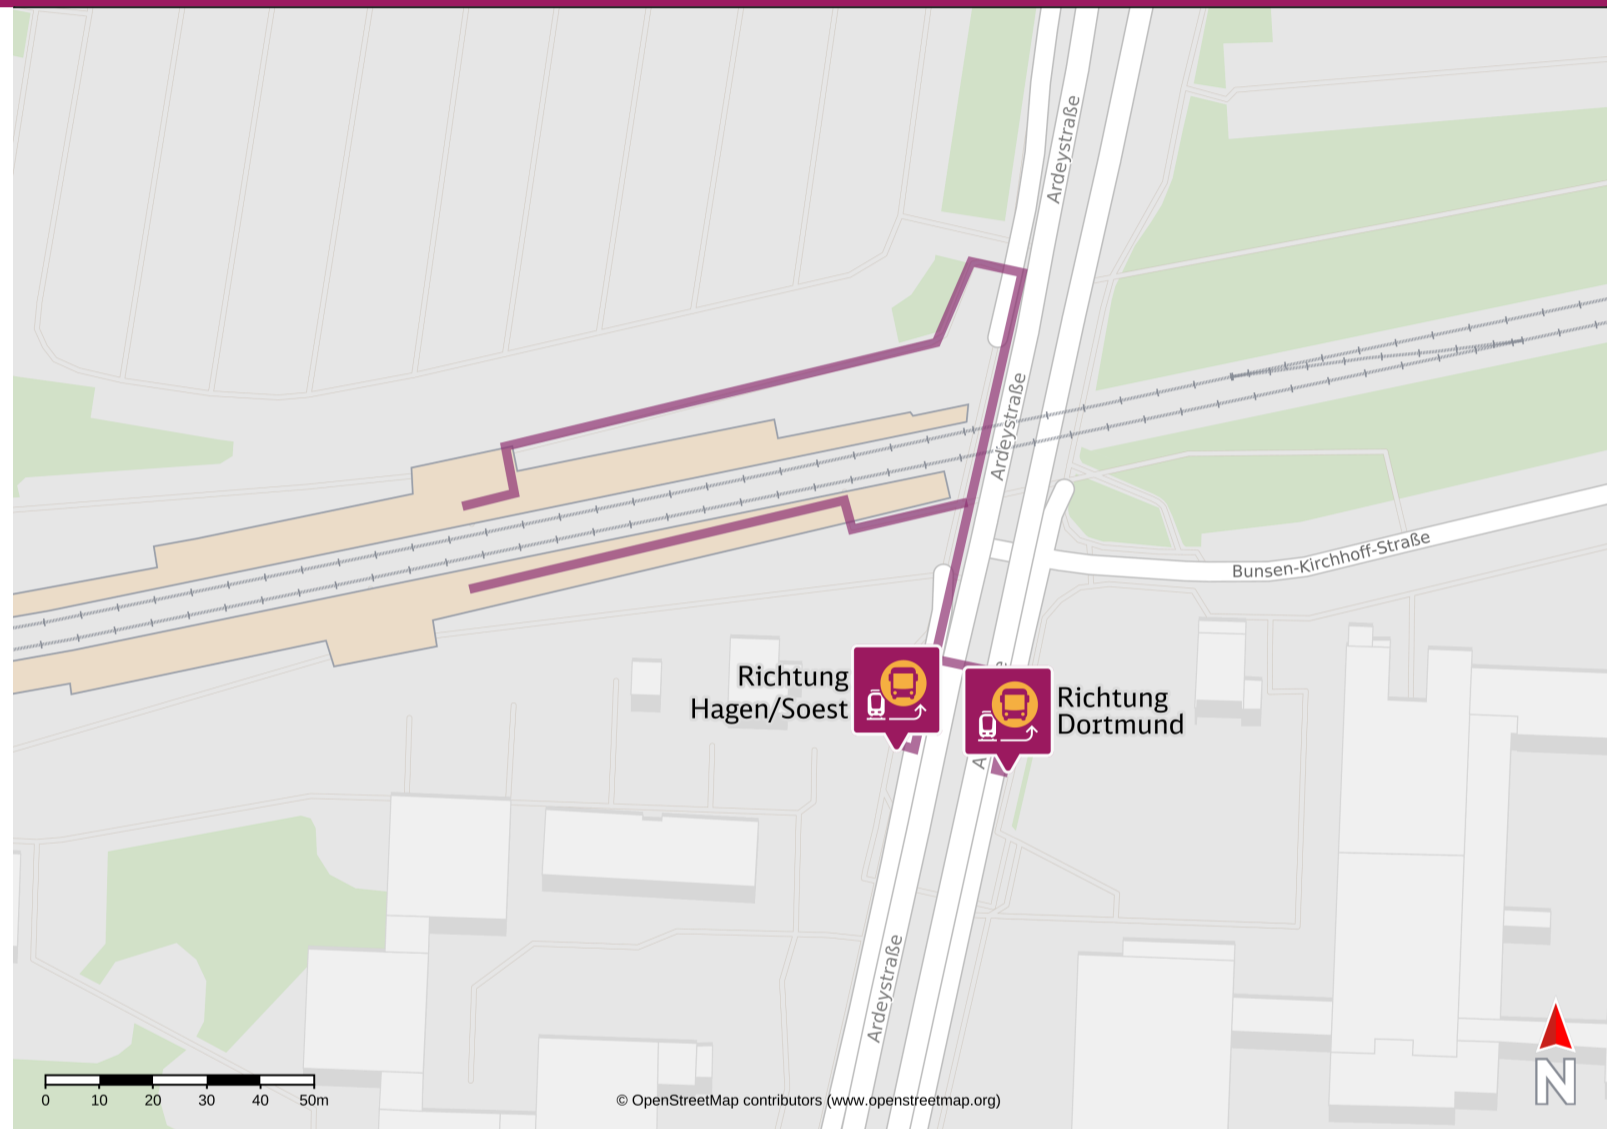 Ardeystraße
Ardeystraße
Bunsen-Kirchhoff-Straße
Richtung
Hagen/Soest
Richtung
Dortmund
A
e
Ardeystraße
0 10 20 30 40 50m
© OpenStreetMap contributors (www.openstreetmap.org)
N